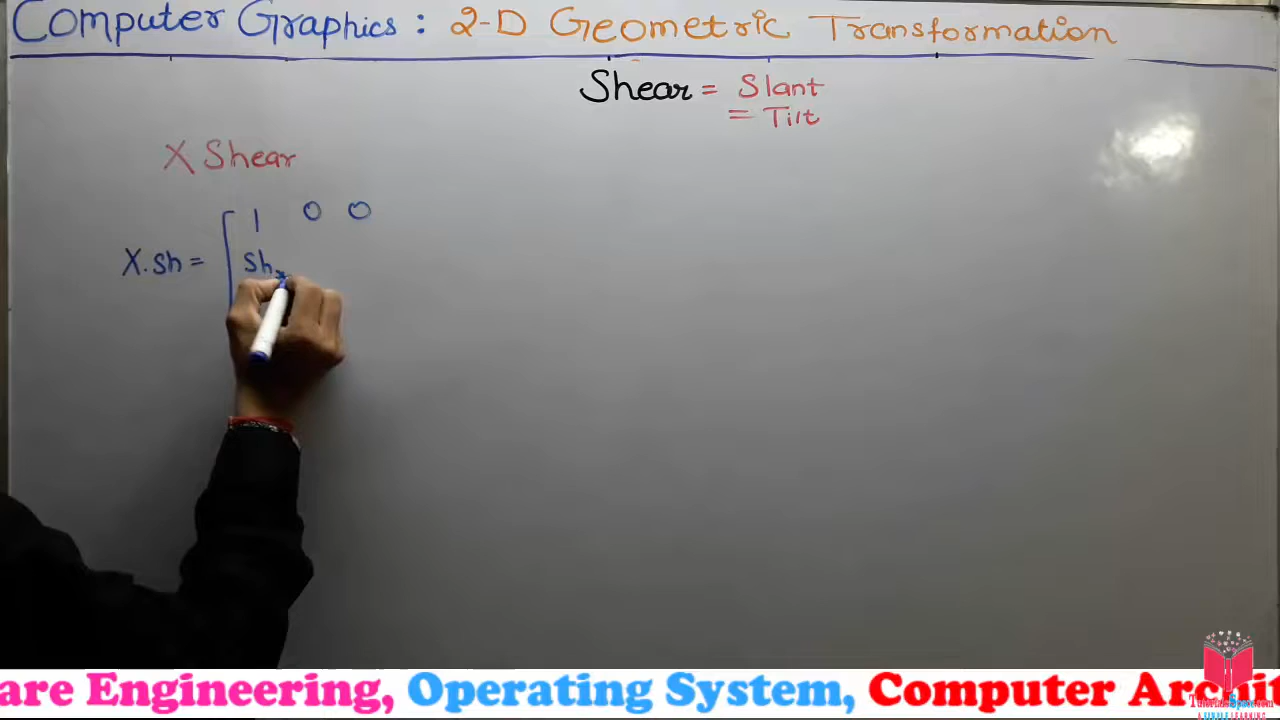 Computer Graphics : 2-D Geometric Transformation
Shear = Slant
= Tilt
X Shear
1 0 0
X.sh = [ Shx
are Engineering, Operating System, Computer Archit